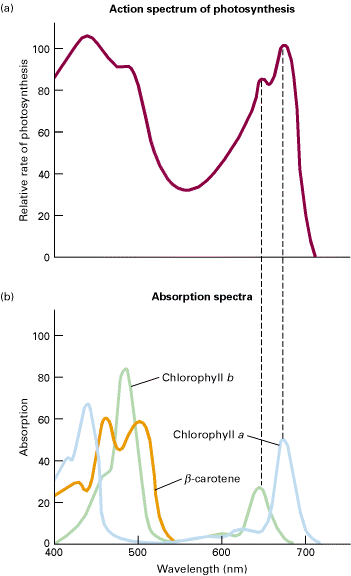 (a)
Action spectrum of photosynthesis
Relative rate of photosynthesis
100
80
60
40
20
0
(b)
Absorption spectra
Absorption
100
80
60
40
20
0
Chlorophyll b
Chlorophyll a
β-carotene
400 500 600 700
Wavelength (nm)